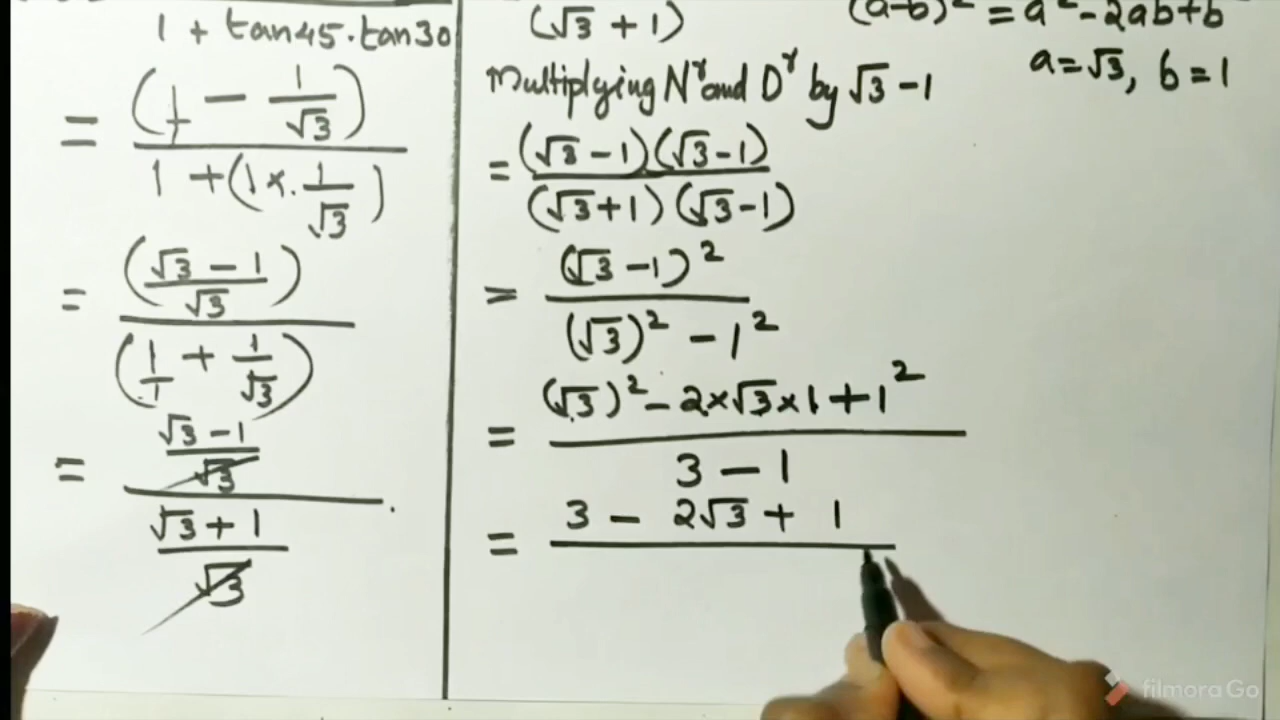 1 + tan45.tan30
= (1/1 - 1/√3) / 1 + (1×.1/√3)
= (√3 - 1/√3) / (1/1 + 1/√3)
= √3 - 1/√3 / √3 + 1/√3 .
(√3 + 1)
(a-b)² = a² - 2ab + b
a = √3, b = 1
Multiplying Nʳ and Dʳ by √3 - 1
= (√3 - 1)(√3 - 1) / (√3 + 1)(√3 - 1)
= (√3 - 1)² / (√3)² - 1²
= (√3)² - 2×√3×1 + 1² / 3 - 1
= 3 - 2√3 + 1
filmoraGo